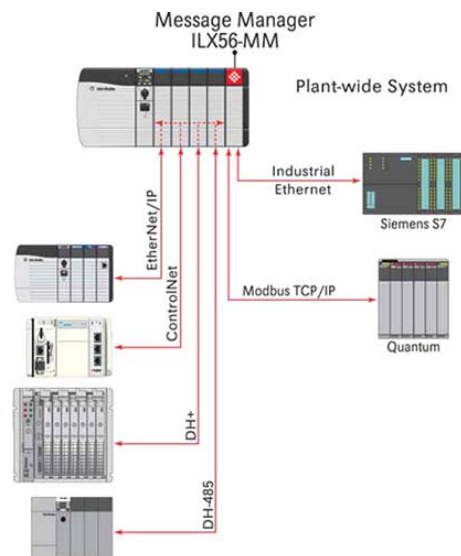 Message Manager
ILX56-MM
Plant-wide System
Industrial
Ethernet
Siemens S7
EtherNet/IP
ControlNet
Modbus TCP/IP
Quantum
DH+
DH-485